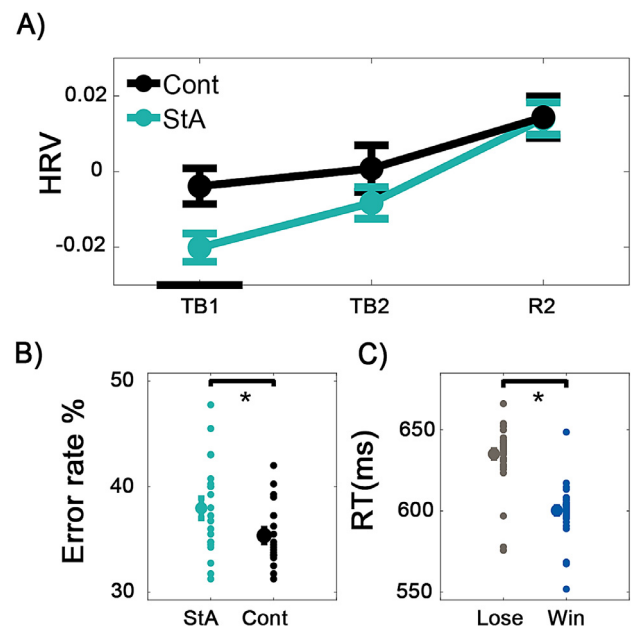 A)
Cont
StA
HRV
0.02
0
-0.02
TB1 TB2 R2
B)
Error rate %
50
40
30
*
StA Cont
C)
RT(ms)
650
600
550
*
Lose Win